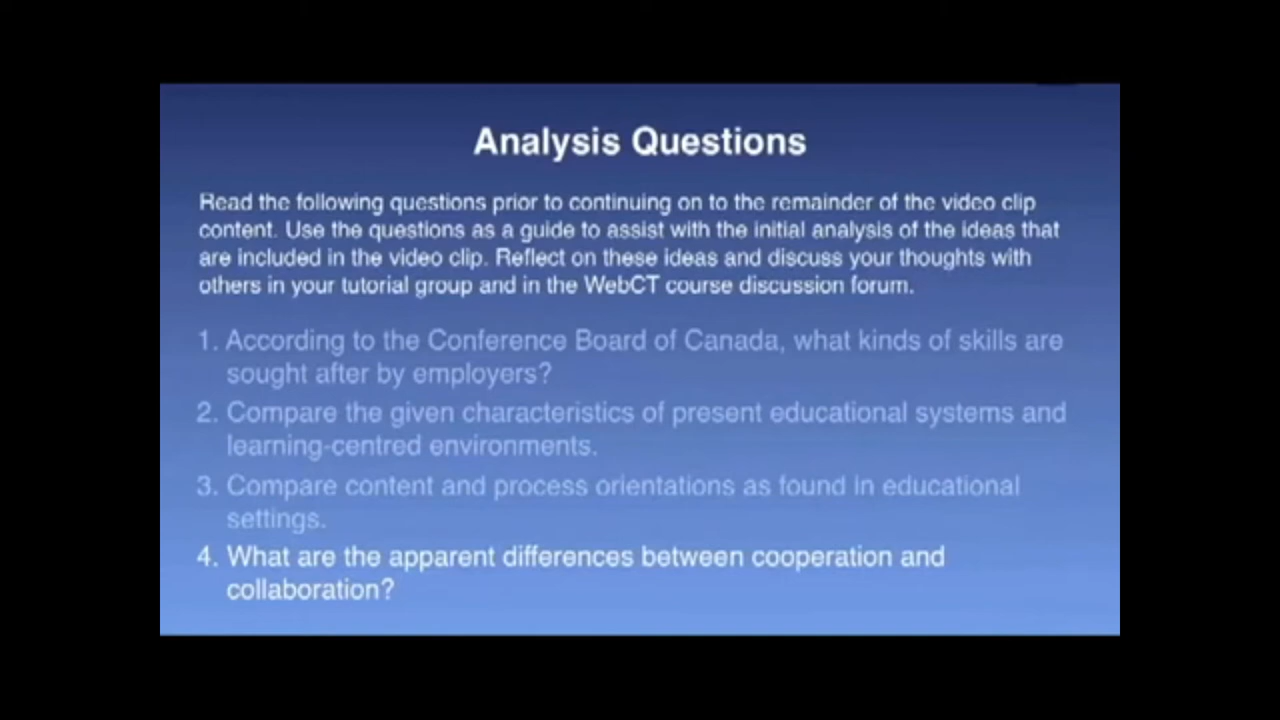 Analysis Questions
Read the following questions prior to continuing on to the remainder of the video clip
content. Use the questions as a guide to assist with the initial analysis of the ideas that
are included in the video clip. Reflect on these ideas and discuss your thoughts with
others in your tutorial group and in the WebCT course discussion forum.
1. According to the Conference Board of Canada, what kinds of skills are
sought after by employers?
2. Compare the given characteristics of present educational systems and
learning-centred environments.
3. Compare content and process orientations as found in educational
settings.
4. What are the apparent differences between cooperation and
collaboration?